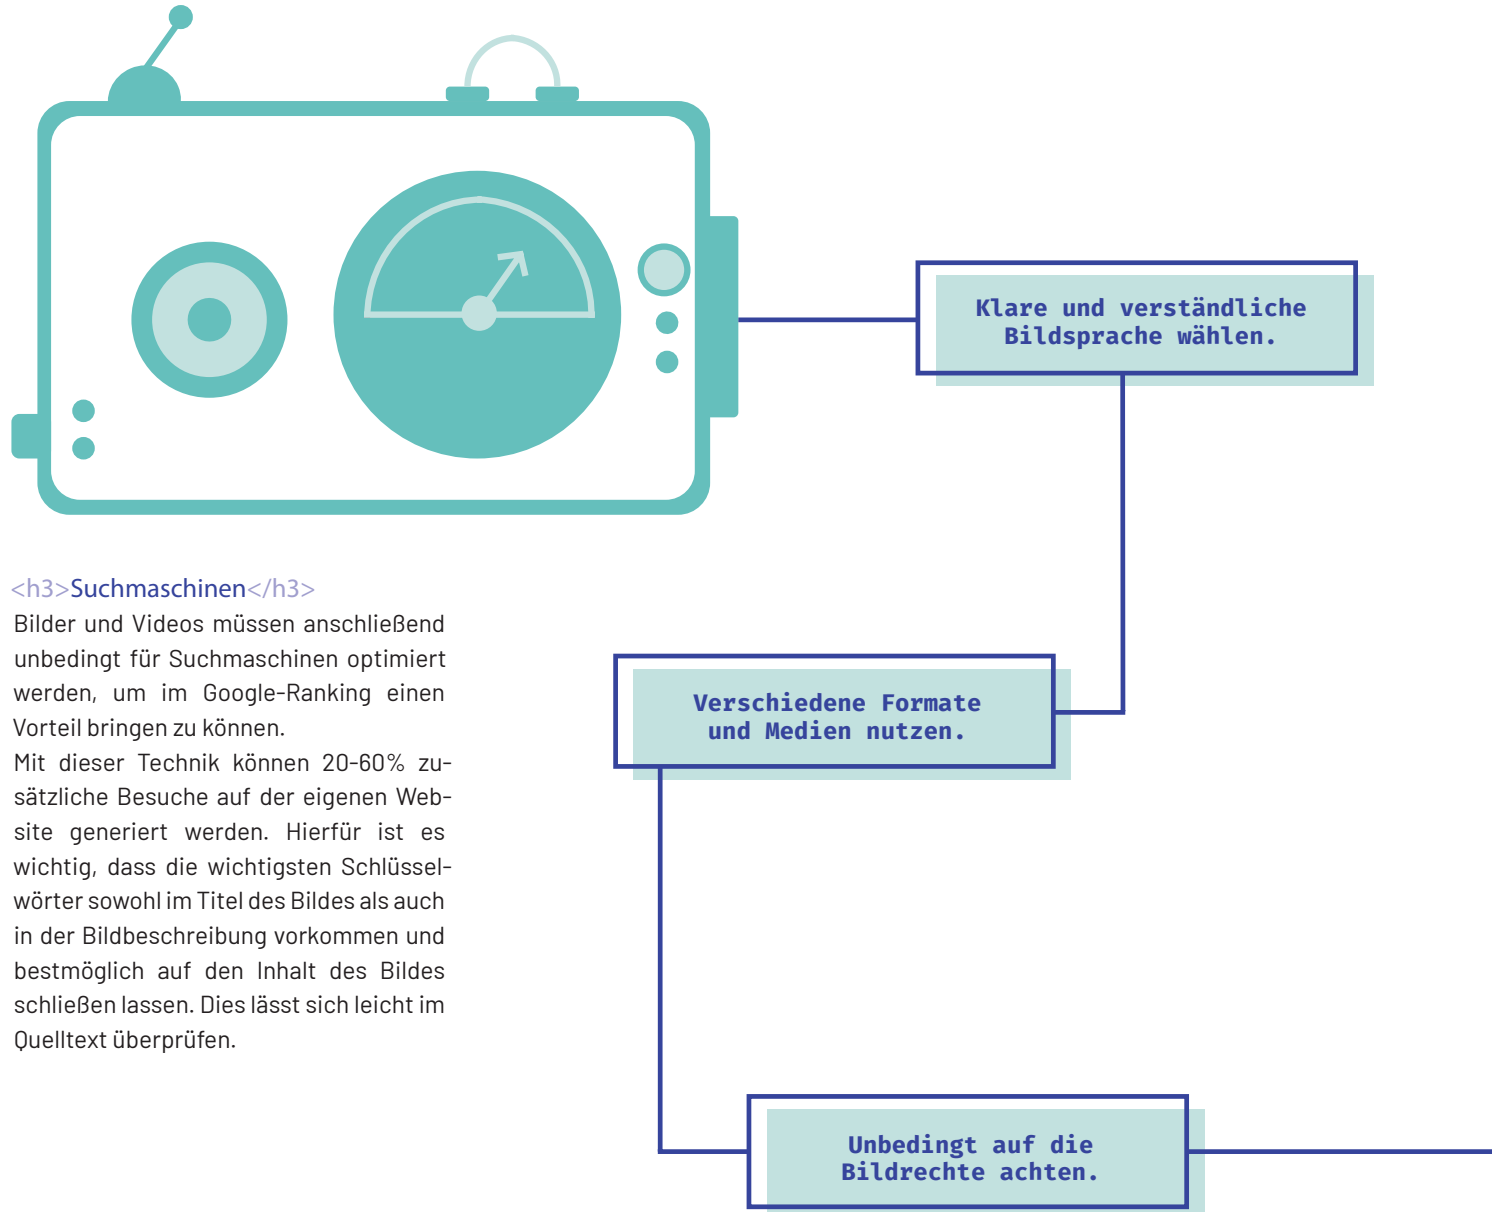 Klare und verständliche
Bildsprache wählen.
<h3>Suchmaschinen</h3>
Bilder und Videos müssen anschließend
unbedingt für Suchmaschinen optimiert
werden, um im Google-Ranking einen
Vorteil bringen zu können.
Mit dieser Technik können 20-60% zu-
sätzliche Besuche auf der eigenen Web-
site generiert werden. Hierfür ist es
wichtig, dass die wichtigsten Schlüssel-
wörter sowohl im Titel des Bildes als auch
in der Bildbeschreibung vorkommen und
bestmöglich auf den Inhalt des Bildes
schließen lassen. Dies lässt sich leicht im
Quelltext überprüfen.
Verschiedene Formate
und Medien nutzen.
Unbedingt auf die
Bildrechte achten.